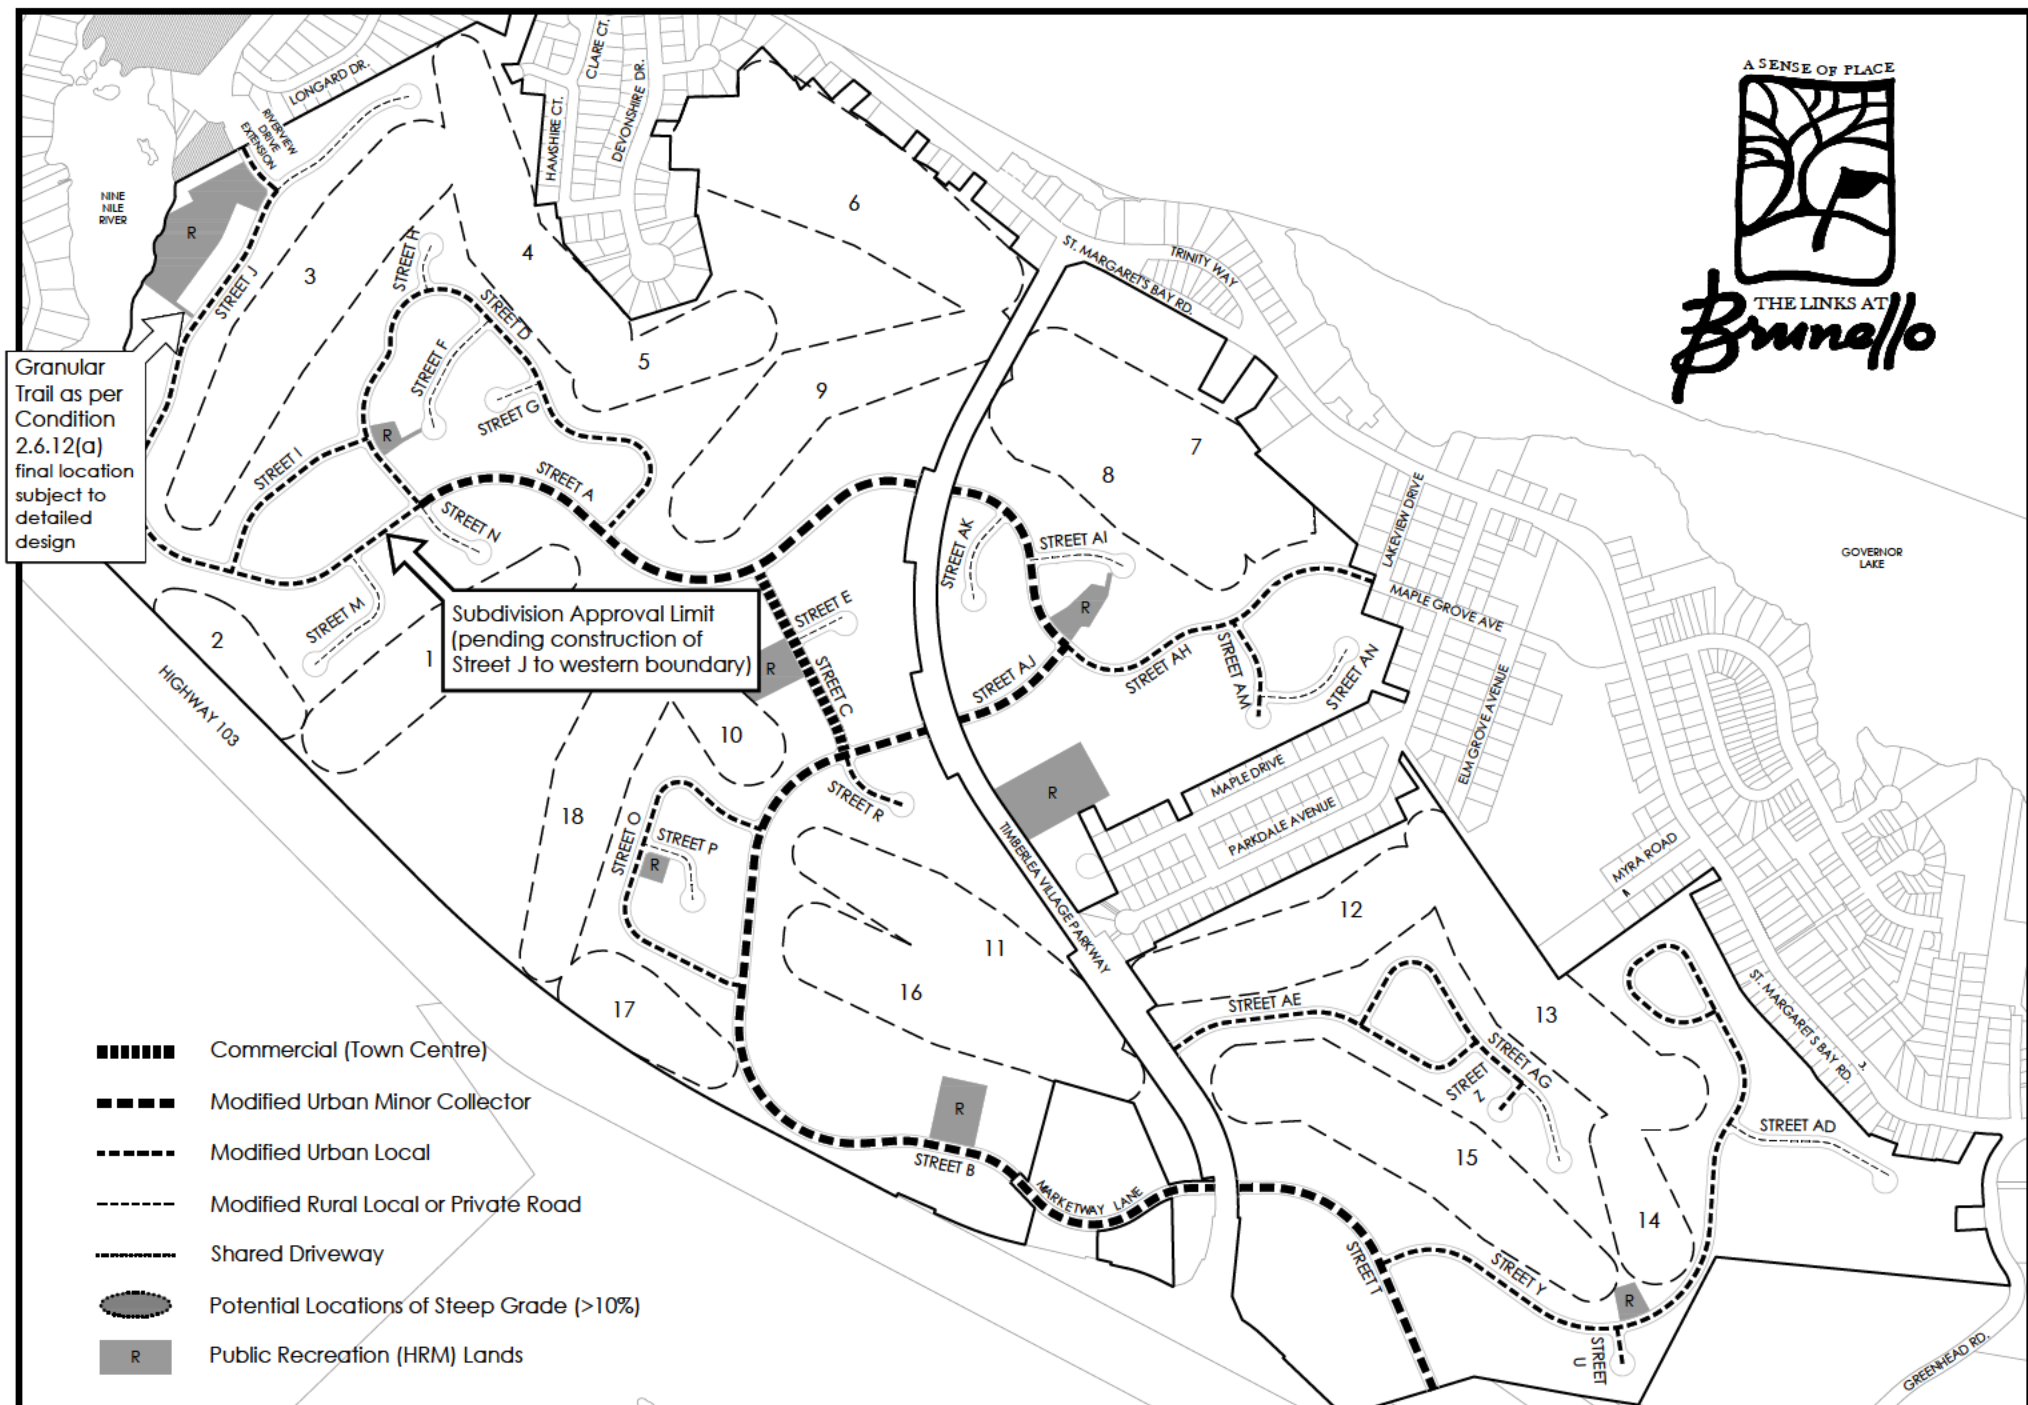 A SENSE OF PLACE
THE LINKS AT
Brunello
LONGARD DR.
CLARE CT.
HAMSHIRE CT.
DEVONSHIRE DR.
RIVERVIEW
DRIVE
EXTENSION
NINE
NILE
RIVER
R
STREET J
3
4
6
STREET H
STREET D
STREET F
STREET G
5
9
R
STREET I
STREET A
STREET N
STREET M
2
1
HIGHWAY 103
Granular
Trail as per
Condition
2.6.12(a)
final location
subject to
detailed
design
Subdivision Approval Limit
(pending construction of
Street J to western boundary)
ST. MARGARET'S BAY RD.
TRINITY WAY
7
8
LAKEVIEW DRIVE
GOVERNOR
LAKE
STREET AK
STREET AI
R
MAPLE GROVE AVE
STREET E
R
STREET C
STREET AJ
STREET AH
STREET AM
STREET AN
ELM GROVE AVENUE
10
STREET R
R
MAPLE DRIVE
PARKDALE AVENUE
MYRA ROAD
18
STREET O
STREET P
R
TIMBERLEA VILLAGE PARKWAY
11
12
16
17
13
STREET AE
STREET AG
STREET
Z
ST. MARGARET'S BAY RD.
STREET AD
15
14
R
STREET B
MARKETWAY LANE
STREET T
STREET Y
R
STREET
U
GREENHEAD RD.
Commercial (Town Centre)
Modified Urban Minor Collector
Modified Urban Local
Modified Rural Local or Private Road
Shared Driveway
Potential Locations of Steep Grade (>10%)
R
Public Recreation (HRM) Lands